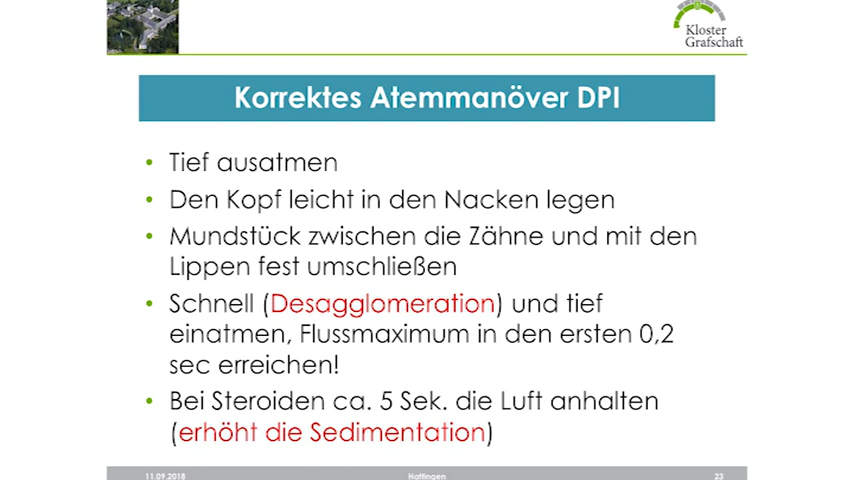 Kloster
Grafschaft
Korrektes Atemmanöver DPI
• Tief ausatmen
• Den Kopf leicht in den Nacken legen
• Mundstück zwischen die Zähne und mit den
Lippen fest umschließen
• Schnell (Desagglomeration) und tief
einatmen, Flussmaximum in den ersten 0,2
sec erreichen!
• Bei Steroiden ca. 5 Sek. die Luft anhalten
(erhöht die Sedimentation)
11.09.2018 Hattingen 23